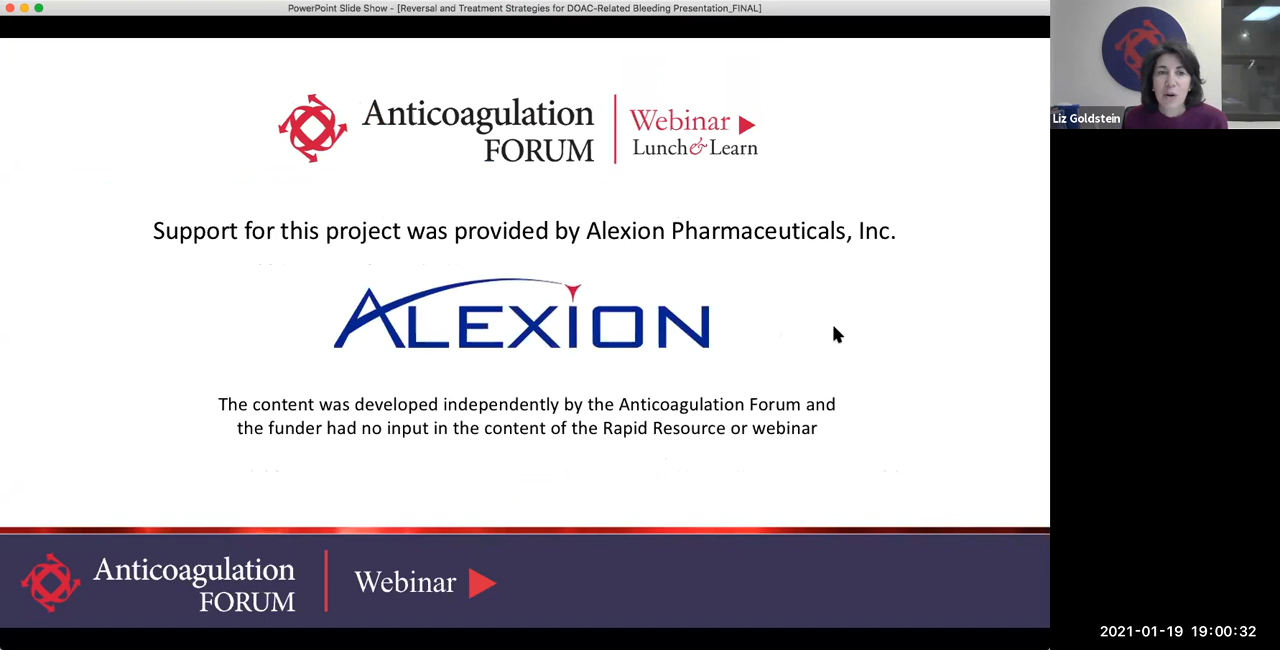 PowerPoint Slide Show - [Reversal and Treatment Strategies for DOAC-Related Bleeding Presentation_FINAL]
Anticoagulation
FORUM
Webinar
Lunch&Learn
Liz Goldstein
Support for this project was provided by Alexion Pharmaceuticals, Inc.
ALEXION
The content was developed independently by the Anticoagulation Forum and
the funder had no input in the content of the Rapid Resource or webinar
Anticoagulation
FORUM
Webinar
2021-01-19 19:00:32